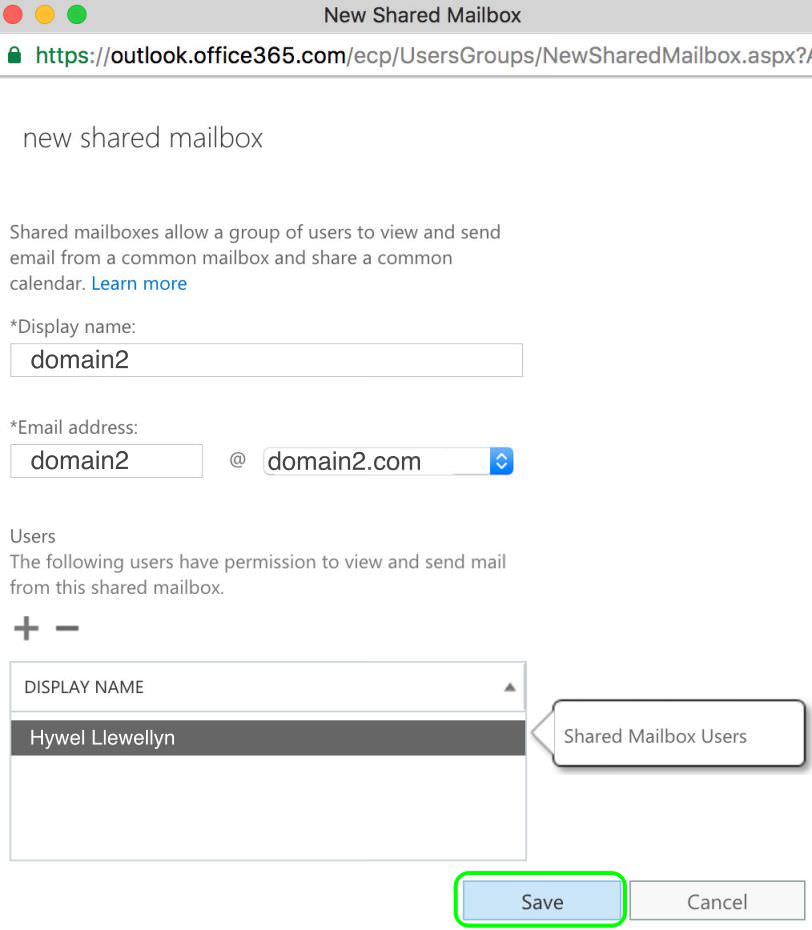 New Shared Mailbox
https://outlook.office365.com/ecp/UsersGroups/NewSharedMailbox.aspx?
new shared mailbox
Shared mailboxes allow a group of users to view and send
email from a common mailbox and share a common
calendar. Learn more
*Display name:
domain2
*Email address:
domain2 @ domain2.com
Users
The following users have permission to view and send mail
from this shared mailbox.
DISPLAY NAME
Hywel Llewellyn
Shared Mailbox Users
Save Cancel